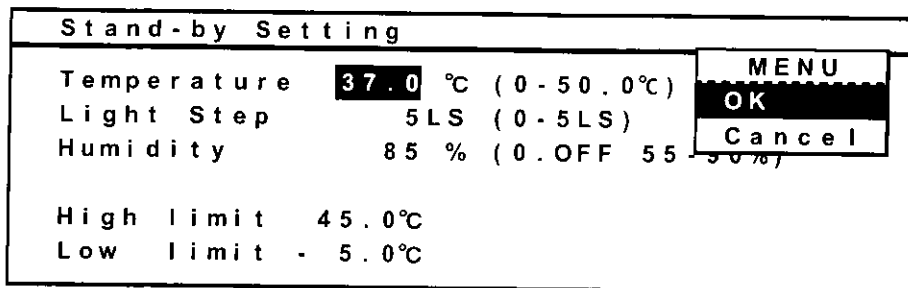 Stand-by Setting
Temperature 37.0 ℃ (0-50.0℃)
Light Step 5LS (0-5LS)
Humidity 85 % (0.OFF 55-90%)
High limit 45.0℃
Low limit - 5.0℃
MENU
OK
Cancel